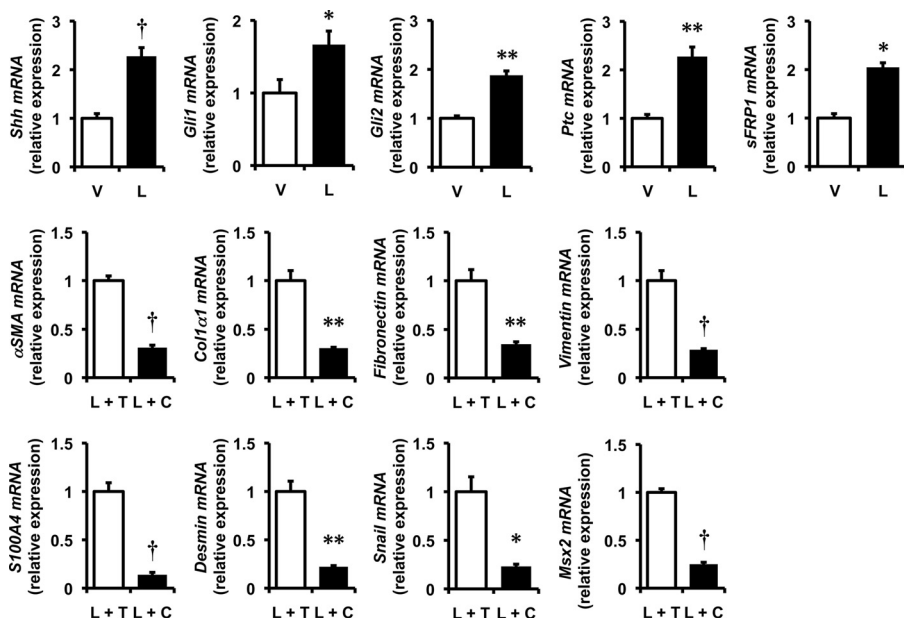 Shh mRNA
(relative expression)
3
2
1
0
†
V L
Gli1 mRNA
(relative expression)
2
1
0
*
V L
Gli2 mRNA
(relative expression)
3
2
1
0
**
V L
Ptc mRNA
(relative expression)
3
2
1
0
**
V L
sFRP1 mRNA
(relative expression)
3
2
1
0
*
V L
αSMA mRNA
(relative expression)
1.5
1
0.5
0
†
L + T L + C
Col1α1 mRNA
(relative expression)
1.5
1
0.5
0
**
L + T L + C
Fibronectin mRNA
(relative expression)
1.5
1
0.5
0
**
L + T L + C
Vimentin mRNA
(relative expression)
1.5
1
0.5
0
†
L + T L + C
S100A4 mRNA
(relative expression)
1.5
1
0.5
0
†
L + T L + C
Desmin mRNA
(relative expression)
1.5
1
0.5
0
**
L + T L + C
Snail mRNA
(relative expression)
1.5
1
0.5
0
*
L + T L + C
Msx2 mRNA
(relative expression)
1.5
1
0.5
0
†
L + T L + C